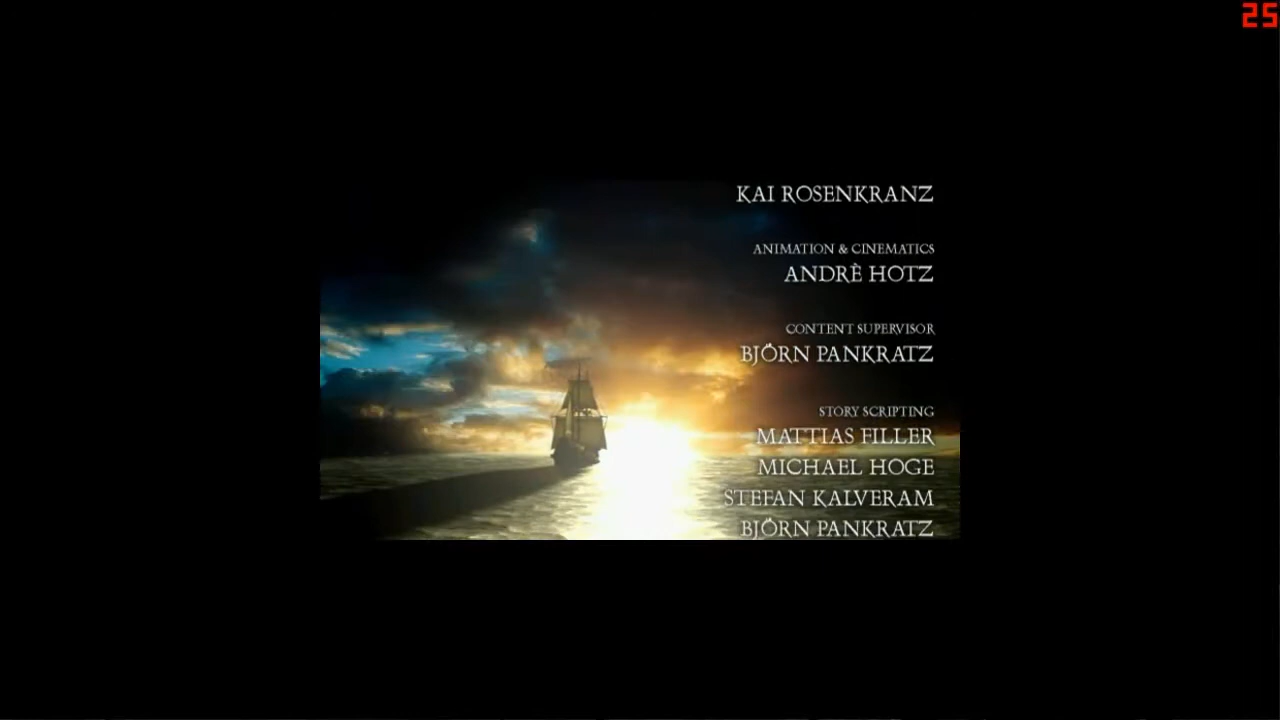 25
KAI ROSENKRANZ
ANIMATION & CINEMATICS
ANDRÈ HOTZ
CONTENT SUPERVISOR
BJÖRN PANKRATZ
STORY SCRIPTING
MATTIAS FILLER
MICHAEL HOGE
STEFAN KALVERAM
BJÖRN PANKRATZ